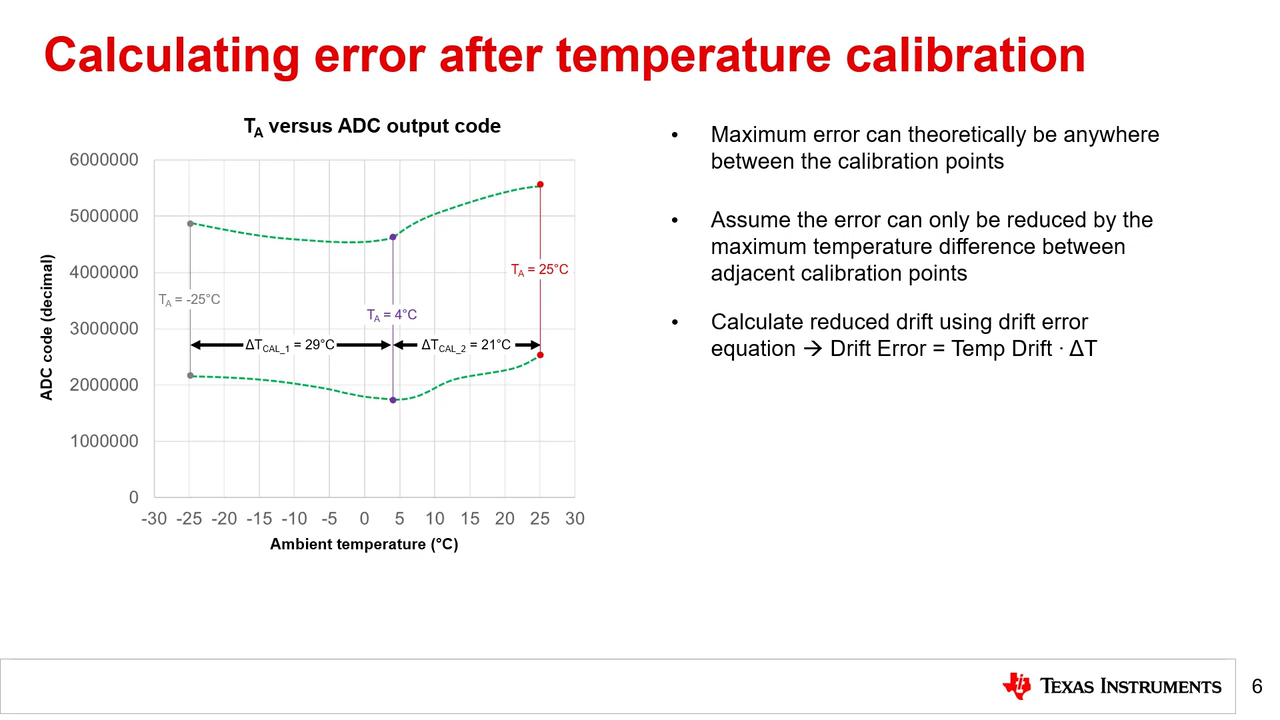 Calculating error after temperature calibration
TA versus ADC output code
6000000
5000000
4000000
3000000
2000000
1000000
0
ADC code (decimal)
TA = -25°C
TA = 4°C
TA = 25°C
ΔTCAL_1 = 29°C
ΔTCAL_2 = 21°C
-30 -25 -20 -15 -10 -5 0 5 10 15 20 25 30
Ambient temperature (°C)
• Maximum error can theoretically be anywhere
between the calibration points
• Assume the error can only be reduced by the
maximum temperature difference between
adjacent calibration points
• Calculate reduced drift using drift error
equation → Drift Error = Temp Drift · ΔT
TEXAS INSTRUMENTS
6